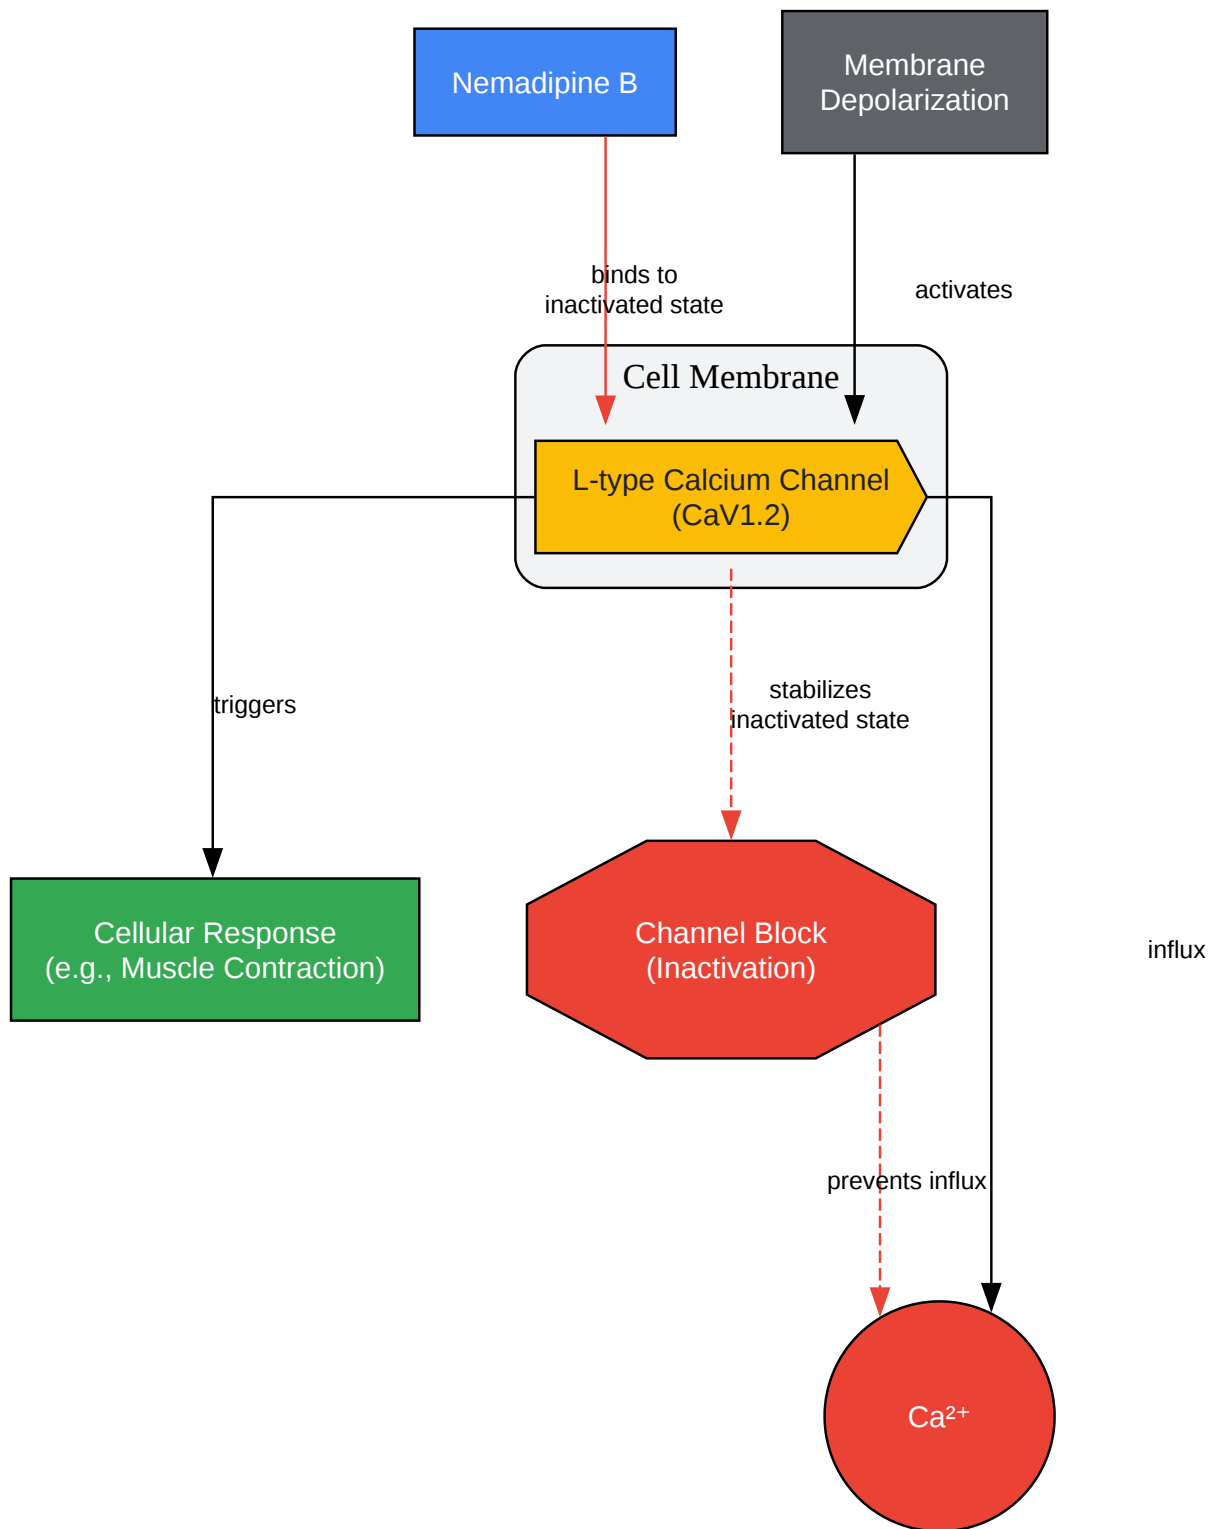 Nemadipine B
Membrane
Depolarization
binds to
inactivated state
activates
Cell Membrane
L-type Calcium Channel
(CaV1.2)
triggers
stabilizes
inactivated state
Cellular Response
(e.g., Muscle Contraction)
Channel Block
(Inactivation)
influx
prevents influx
Ca²⁺